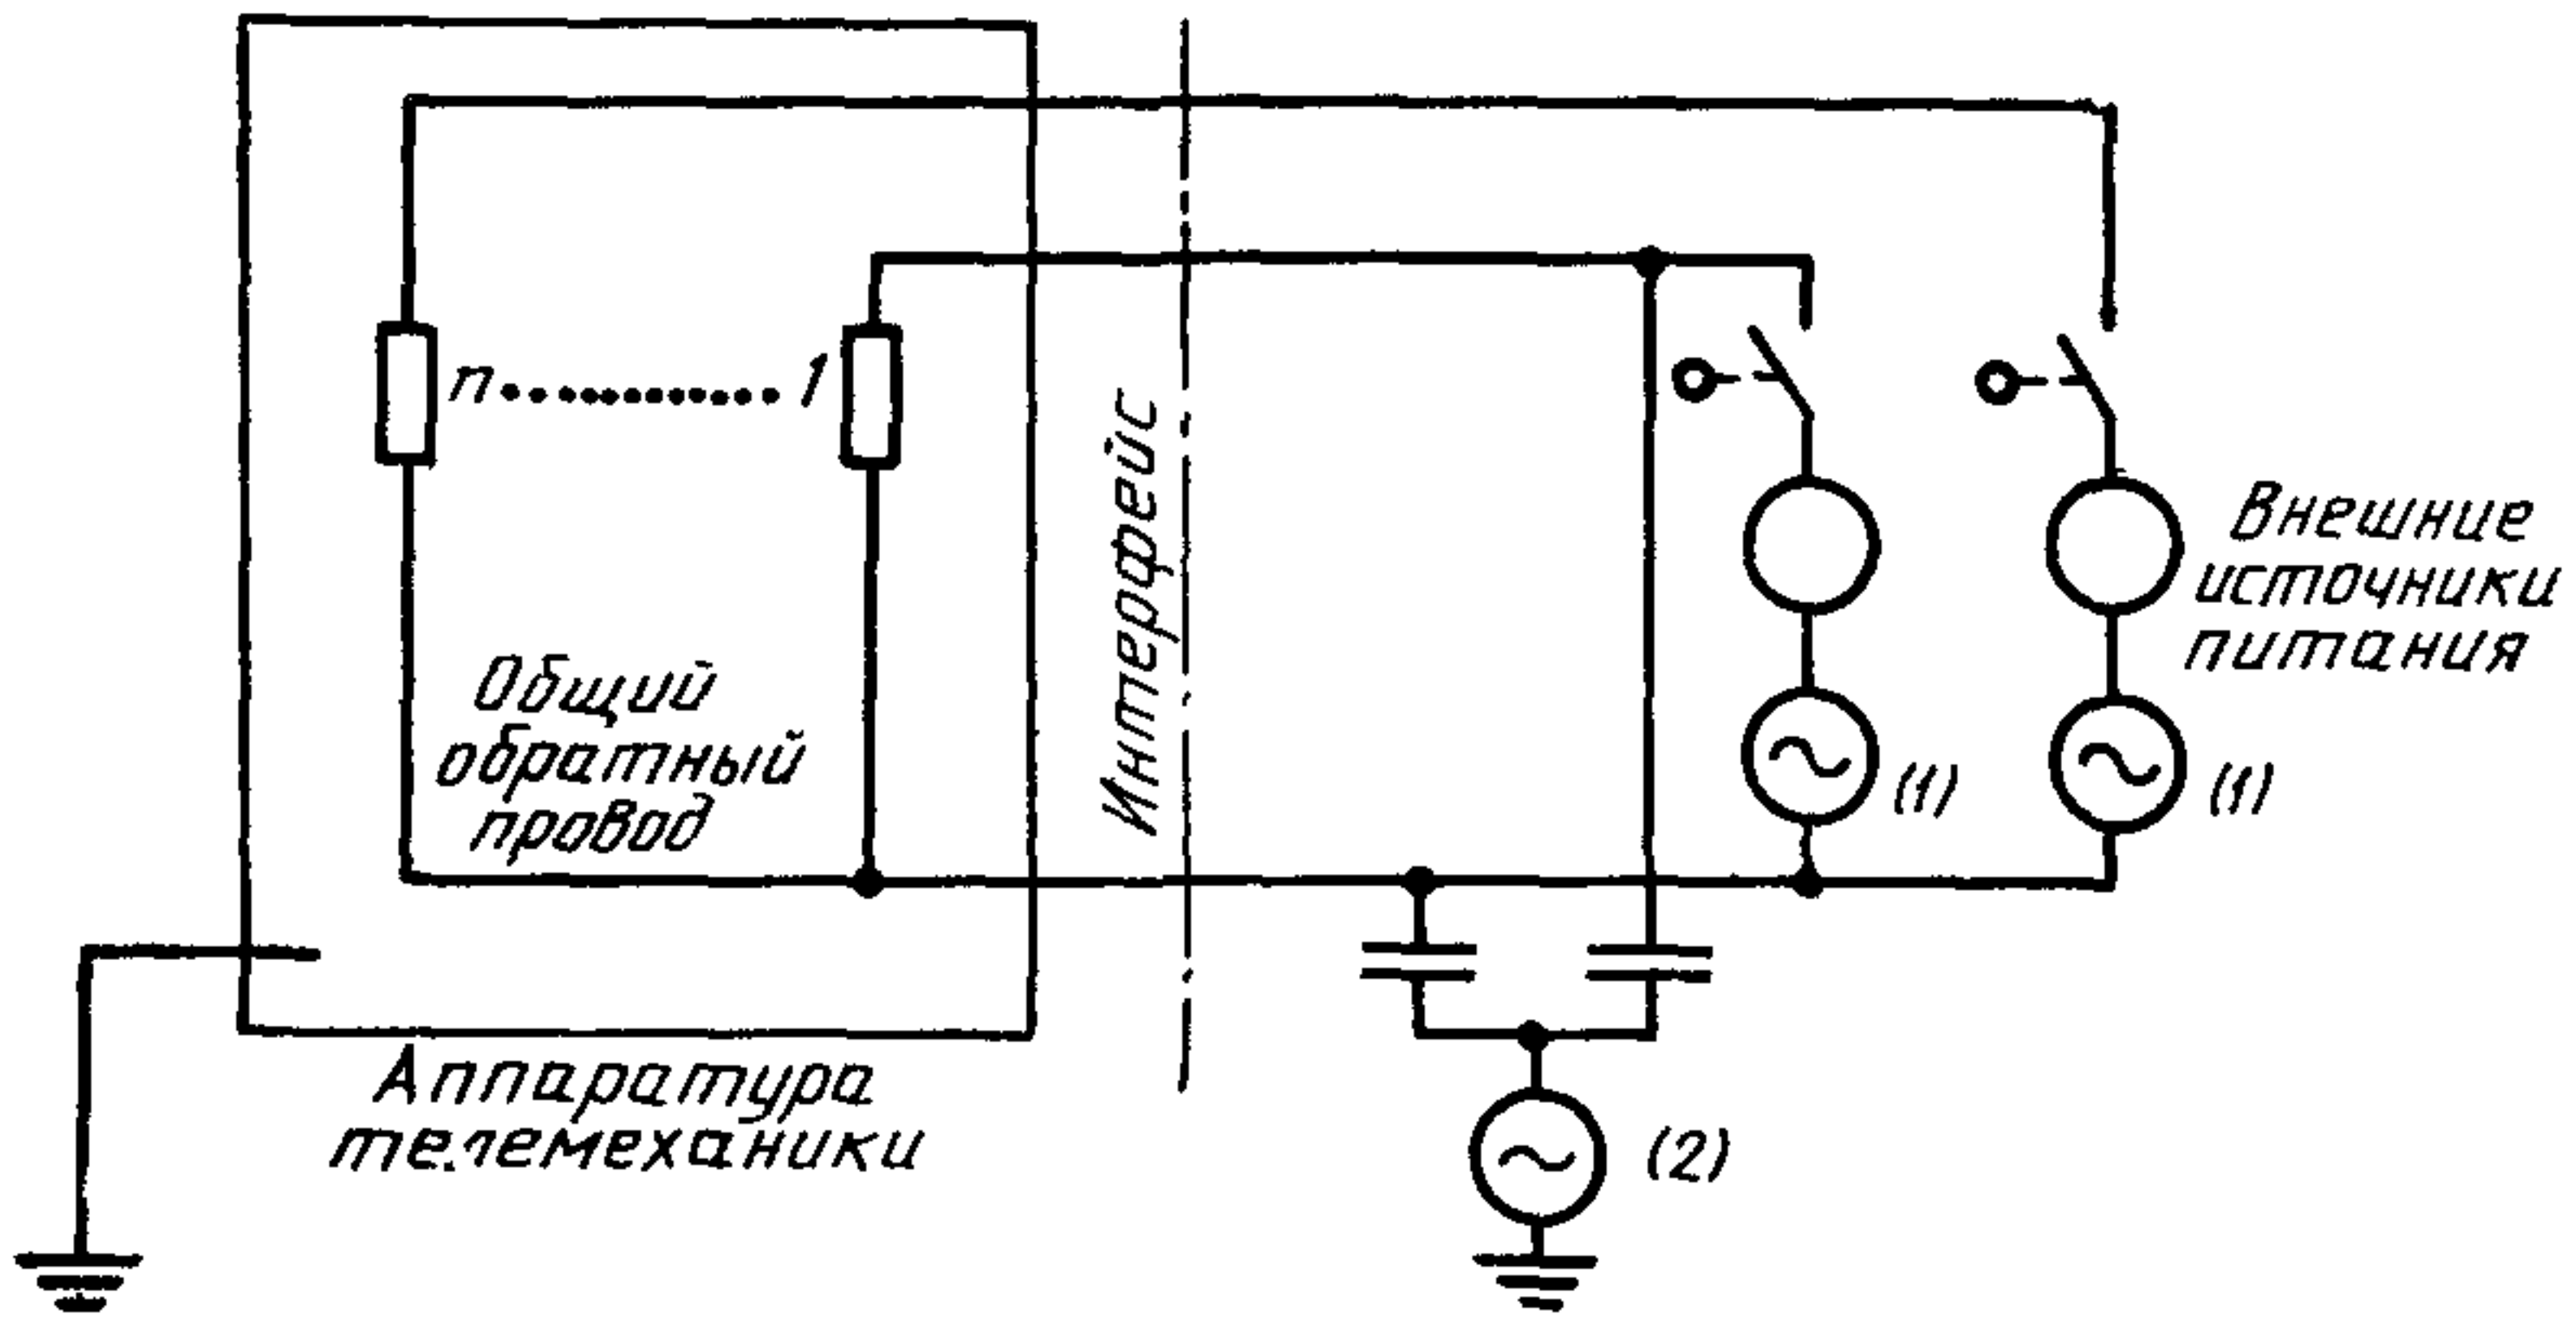 n
1
Общий
обратный
провод
Интерфейс
Внешние
источники
питания
(1)
(1)
Аппаратура
телемеханики
(2)